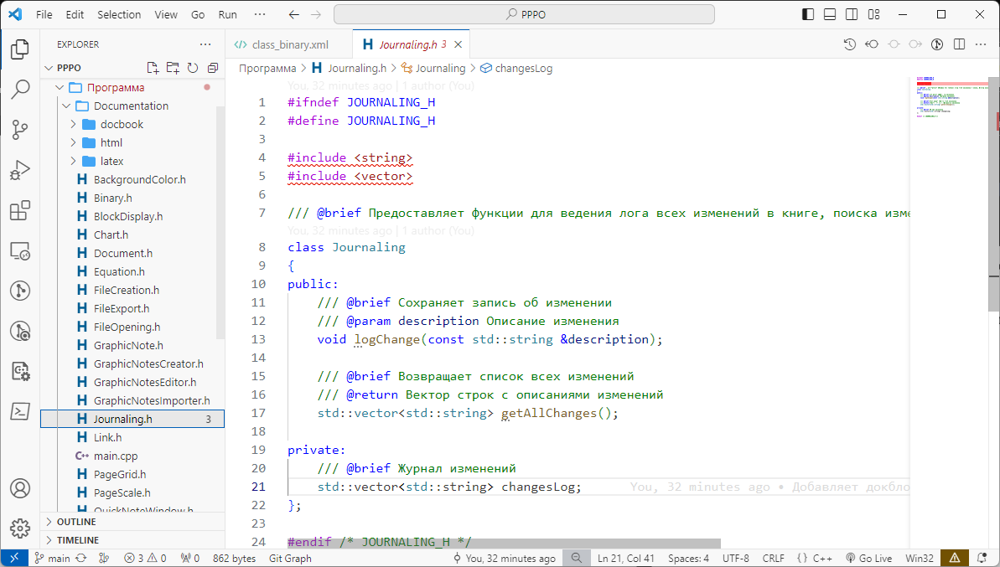 File Edit Selection View Go Run ··· PPPO
EXPLORER ···
PPPO
Программа
Documentation
docbook
html
latex
H BackgroundColor.h
H Binary.h
H BlockDisplay.h
H Chart.h
H Document.h
H Equation.h
H FileCreation.h
H FileExport.h
H FileOpening.h
H GraphicNote.h
H GraphicNotesCreator.h
H GraphicNotesEditor.h
H GraphicNotesImporter.h
H Journaling.h 3
H Link.h
C++ main.cpp
H PageGrid.h
H PageScale.h
H QuickNoteWindow.h
OUTLINE
TIMELINE
class_binary.xml H Journaling.h 3
Программа > H Journaling.h > Journaling > changesLog
You, 32 minutes ago | 1 author (You)
1 #ifndef JOURNALING_H
2 #define JOURNALING_H
3
4 #include <string>
5 #include <vector>
6
7 /// @brief Предоставляет функции для ведения лога всех изменений в книге, поиска изме
You, 32 minutes ago | 1 author (You)
8 class Journaling
9 {
10 public:
11 /// @brief Сохраняет запись об изменении
12 /// @param description Описание изменения
13 void logChange(const std::string &description);
14
15 /// @brief Возвращает список всех изменений
16 /// @return Вектор строк с описаниями изменений
17 std::vector<std::string> getAllChanges();
18
19 private:
20 /// @brief Журнал изменений
21 std::vector<std::string> changesLog; You, 32 minutes ago • Добавляет докбло
22 };
23
24 #endif /* JOURNALING_H */
main 3 0 0 862 bytes Git Graph You, 32 minutes ago Ln 21, Col 41 Spaces: 4 UTF-8 CRLF {} C++ Go Live Win32